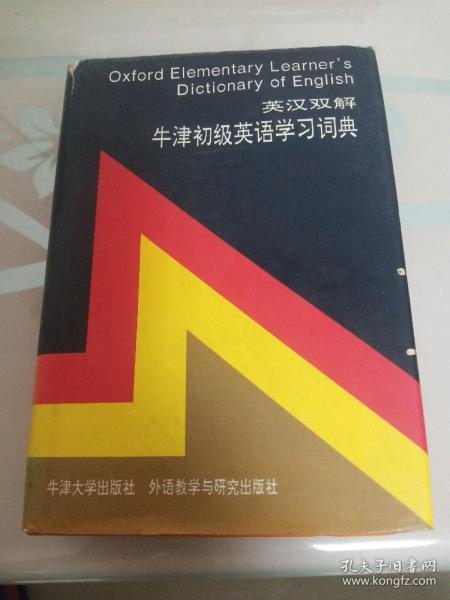 Oxford Elementary Learner's
Dictionary of English
英汉双解
牛津初级英语学习词典
牛津大学出版社 外语教学与研究出版社
孔夫子旧书网
www.kongfz.com